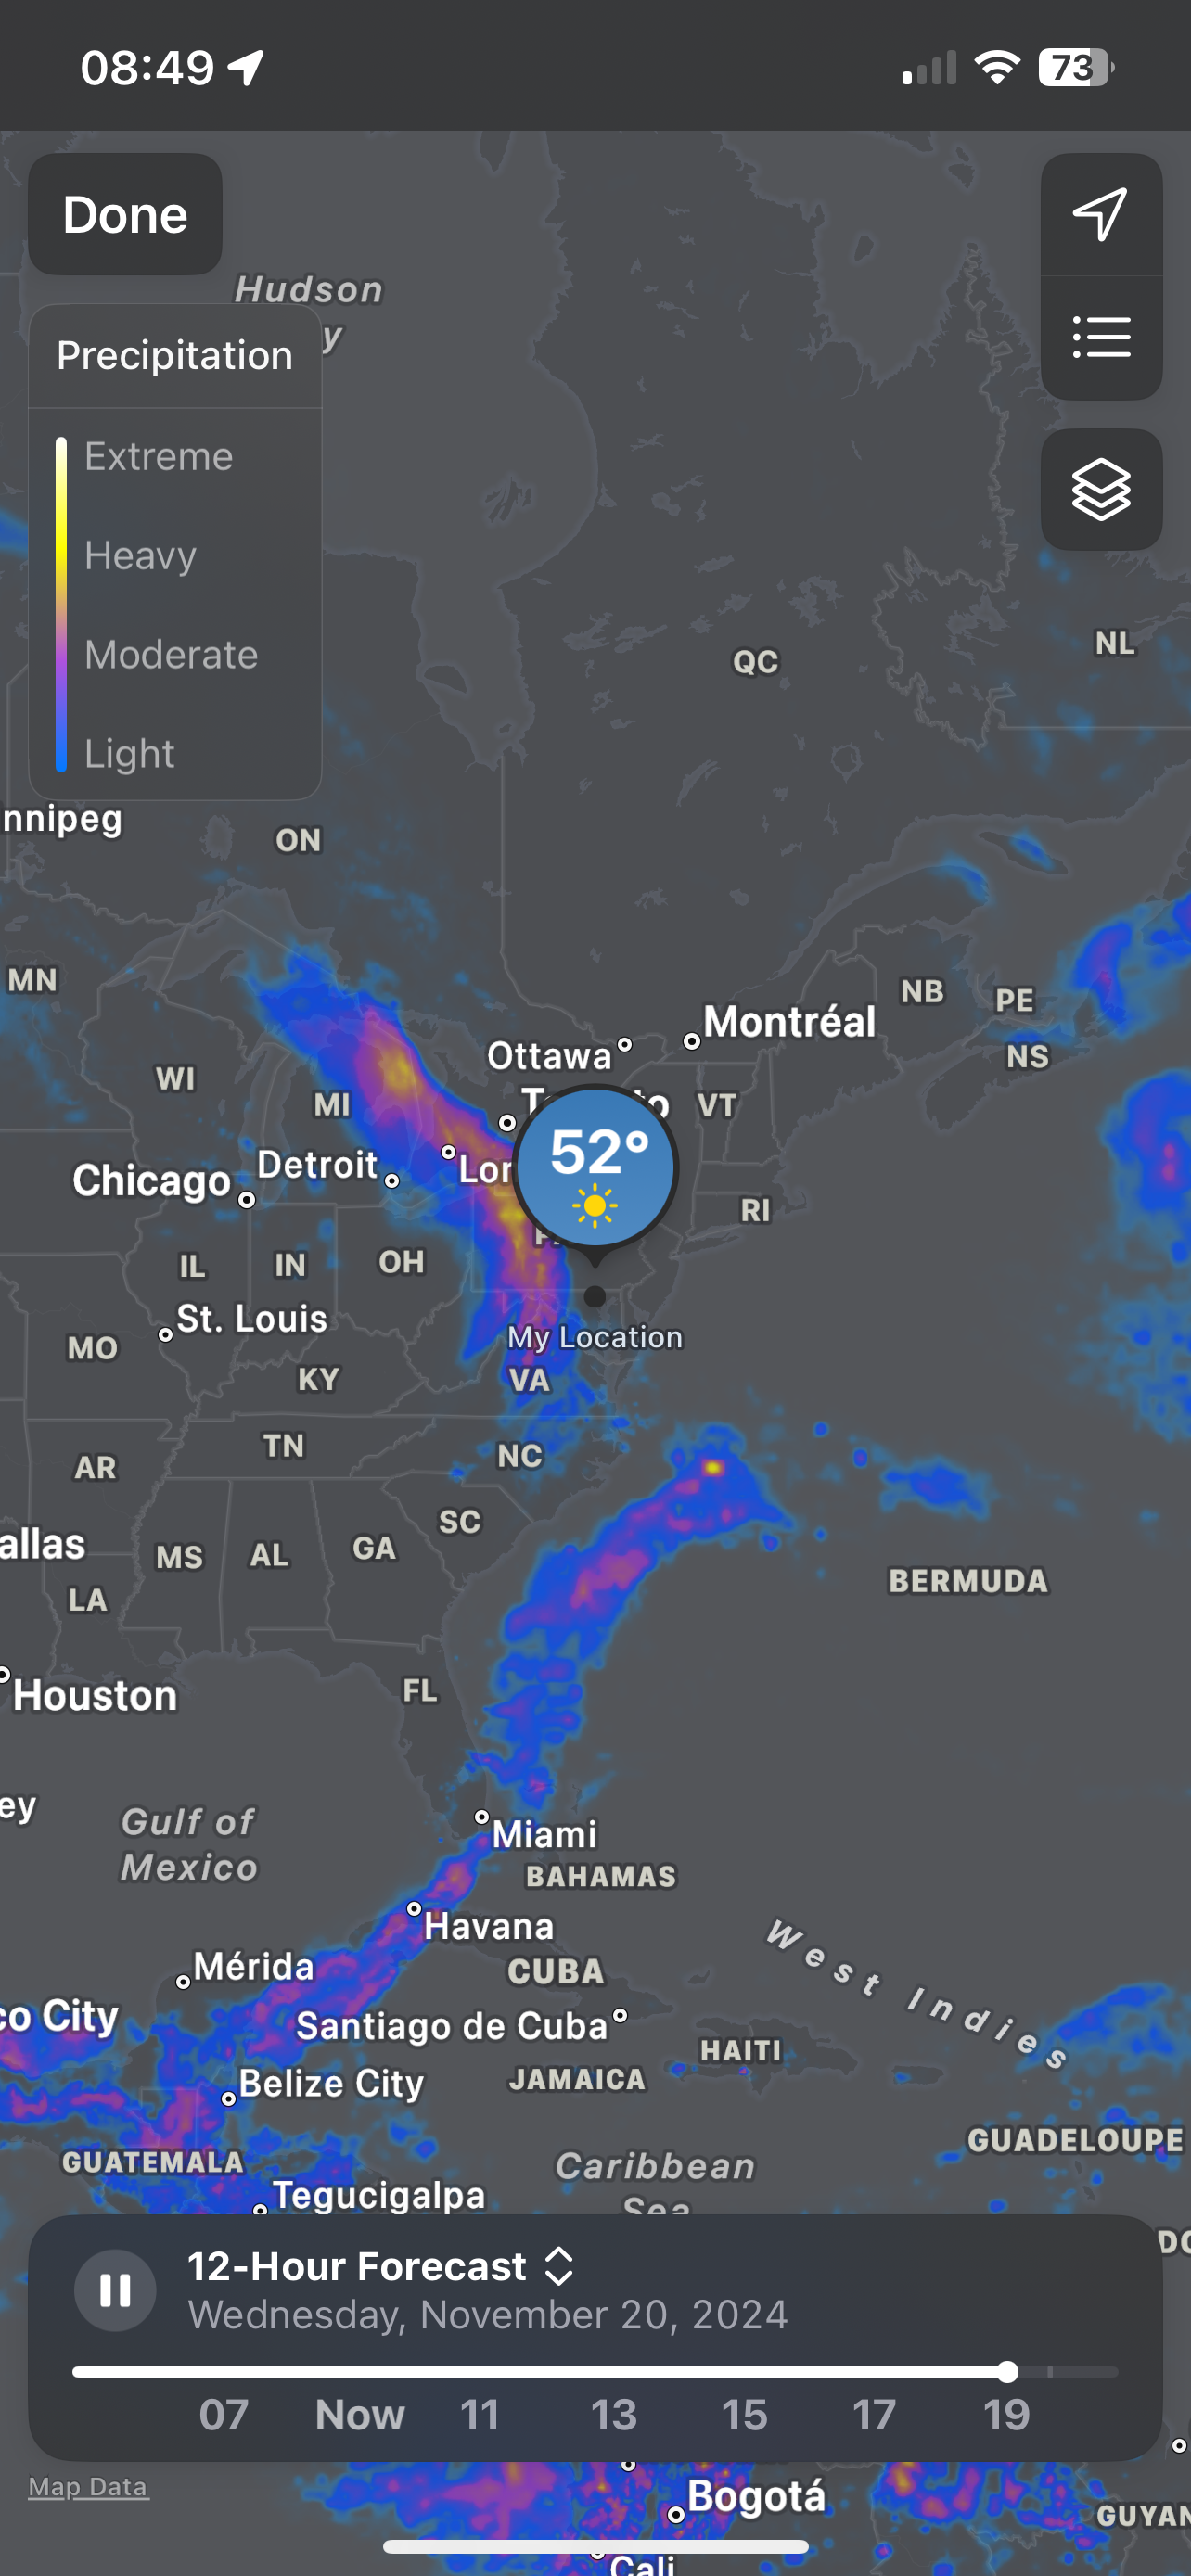 08:49
73
Done
Hudson
y
Precipitation
Extreme
Heavy
Moderate
Light
QC
NL
nnipeg
ON
MN
NB
PE
Montréal
Ottawa
NS
WI
MI
VT
52°
Detroit
Lon
Chicago
RI
IL
IN
OH
St. Louis
My Location
MO
KY
VA
TN
NC
AR
SC
allas
MS
AL
GA
LA
BERMUDA
Houston
FL
ey
Gulf of
Mexico
Miami
BAHAMAS
Havana
West Indies
Mérida
CUBA
co City
Santiago de Cuba
HAITI
Belize City
JAMAICA
GUADELOUPE
GUATEMALA
Caribbean
Sea
Tegucigalpa
DO
12-Hour Forecast
Wednesday, November 20, 2024
07 Now 11 13 15 17 19
Map Data
Bogotá
GUYAN
Cali